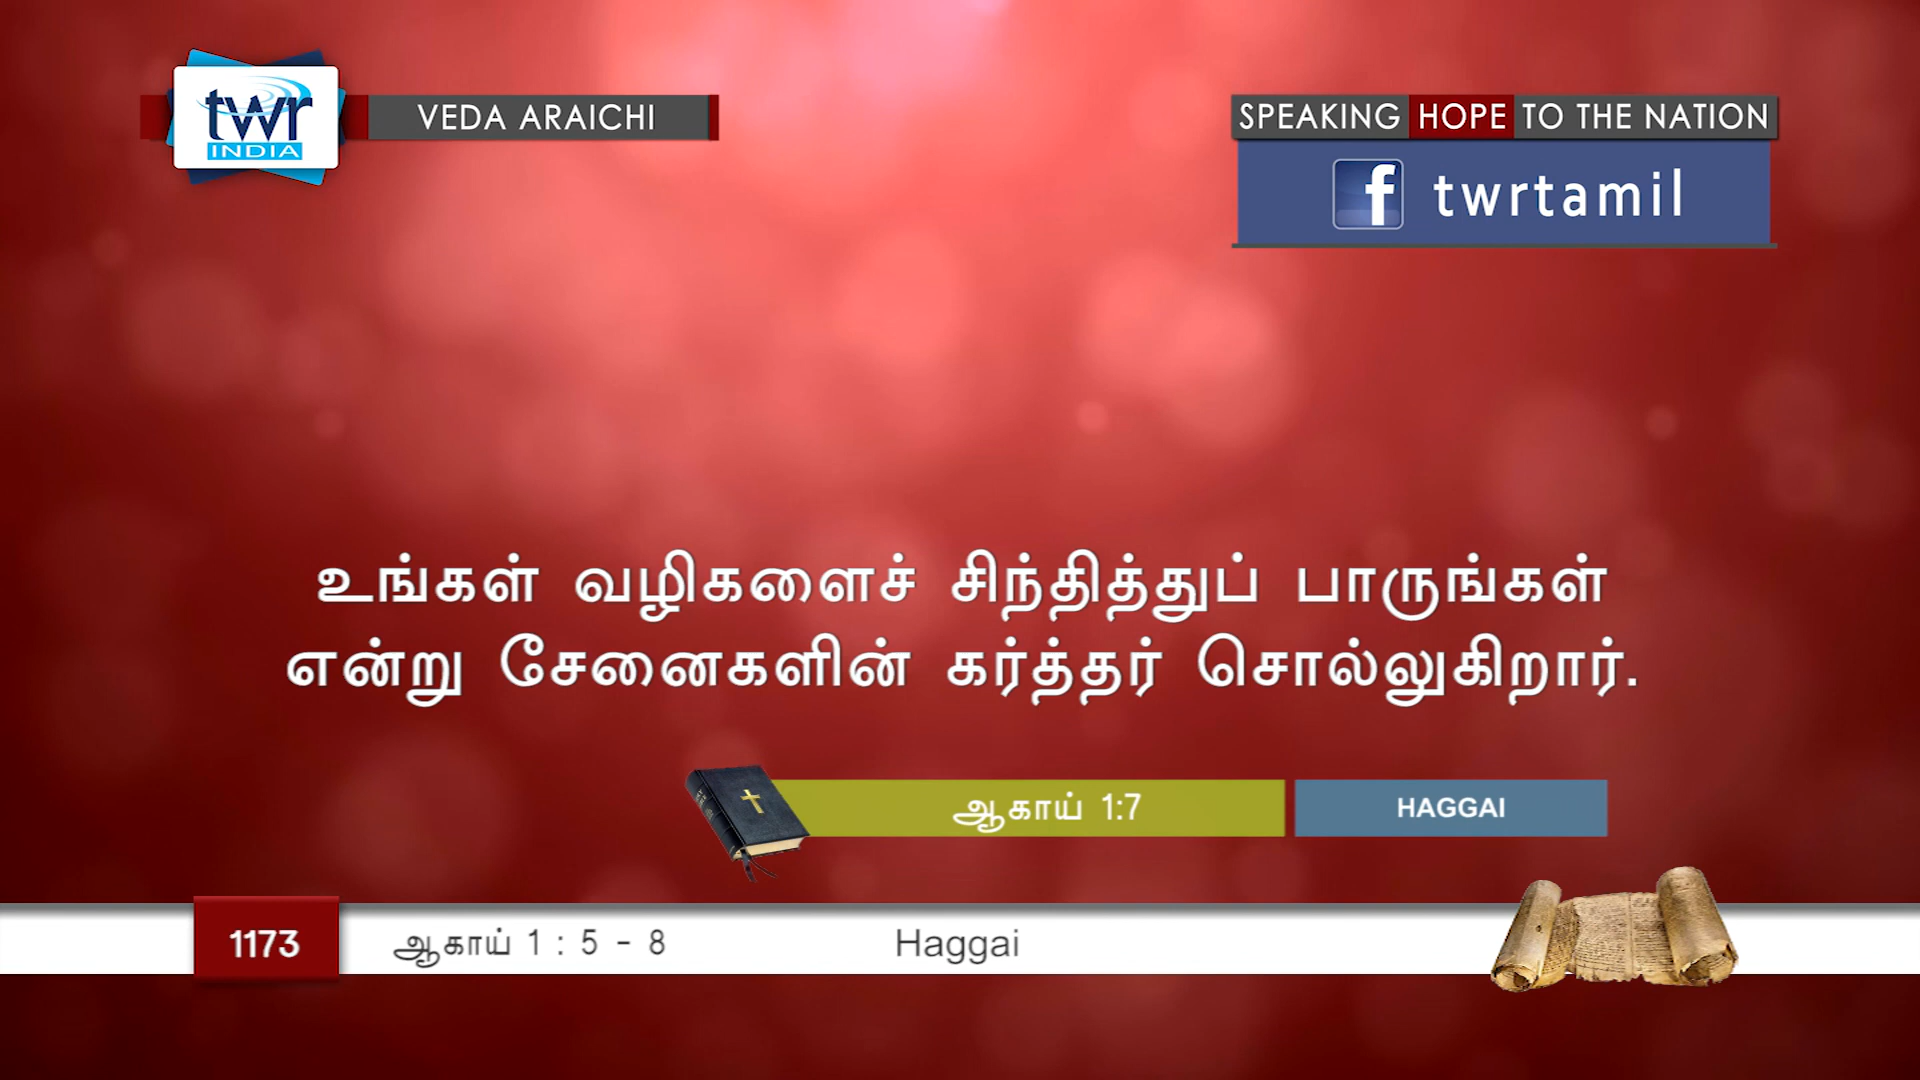 twr
INDIA
VEDA ARAICHI
SPEAKING HOPE TO THE NATION
f twrtamil
உங்கள் வழிகளைச் சிந்தித்துப் பாருங்கள்
என்று சேனைகளின் கர்த்தர் சொல்லுகிறார்.
ஆகாய் 1:7 HAGGAI
1173 ஆகாய் 1 : 5 - 8 Haggai